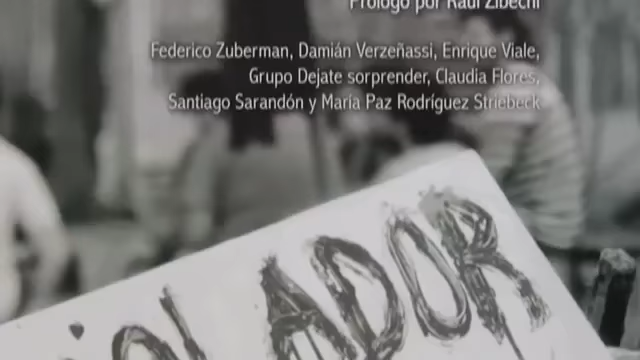 Prólogo por Raúl Zibechi
Federico Zuberman, Damián Verzeñassi, Enrique Viale,
Grupo Dejate sorprender, Claudia Flores,
Santiago Sarandón y María Paz Rodríguez Striebeck
OLADOR